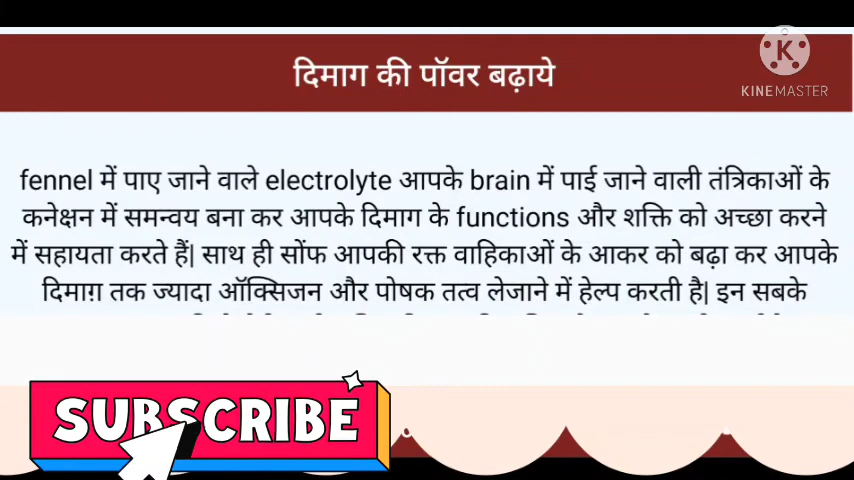 दिमाग की पॉवर बढ़ाये
KINEMASTER
fennel में पाए जाने वाले electrolyte आपके brain में पाई जाने वाली तंत्रिकाओं के
कनेक्षन में समन्वय बना कर आपके दिमाग के functions और शक्ति को अच्छा करने
में सहायता करते हैं| साथ ही सोंफ आपकी रक्त वाहिकाओं के आकर को बढ़ा कर आपके
दिमाग़ तक ज्यादा ऑक्सिजन और पोषक तत्व लेजाने में हेल्प करती है| इन सबके
SUBSCRIBE